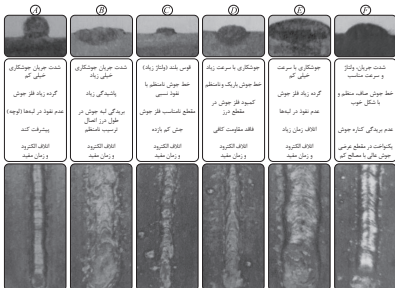 A
B
C
D
E
F
شدت جریان جوشکاری
خیلی کم
گرده زیاد فلز جوش
عدم نفوذ در لبه‌ها (لوچه)
پیشرفت کند
اتلاف الکترود
و زمان مفید
شدت جریان جوشکاری
خیلی زیاد
پاشیدگی زیاد
بریدگی لبه جوش در
طول درز اتصال
ترسیب نامنظم
اتلاف الکترود
و زمان مفید
قوس بلند (ولتاژ زیاد)
خط جوش نامنظم با
نفوذ نسبی
مقطع نامناسب فلز جوش
جش کم بازده
اتلاف الکترود
و زمان مفید
جوشکاری با سرعت زیاد
خط جوش باریک و نامنظم
کمبود فلز جوش در
مقطع درز
فاقد مقاومت کافی
اتلاف الکترود
و زمان مفید
جوشکاری با سرعت
خیلی کم
گرده زیاد فلز جوش
عدم نفوذ در لبه‌ها
اتلاف زمان زیاد
اتلاف الکترود
و زمان مفید
شدت جریان، ولتاژ
و سرعت مناسب
خط جوش صاف، منظم و
با شکل خوب
عدم بریدگی کناره جوش
یکنواخت در مقطع عرضی
جوش عالی با مصالح کم